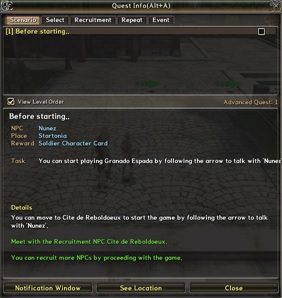 Quest Info(Alt+A)
Scenario Select Recruitment Repeat Event
[1] Before starting,,
View Level Order Advanced Quest: 1
Before starting,,
NPC Nunez
Place Startonia
Reward Soldier Character Card
Task You can start playing Granado Espada by following the arrow to talk with 'Nunez
Details
You can move to Cite de Reboldoeux to start the game by following the arrow to
talk with 'Nunez'.
Meet with the Recruitment NPC Cite de Reboldoeux.
You can recruit more NPCs by proceeding with the game.
Notification Window See Location Close